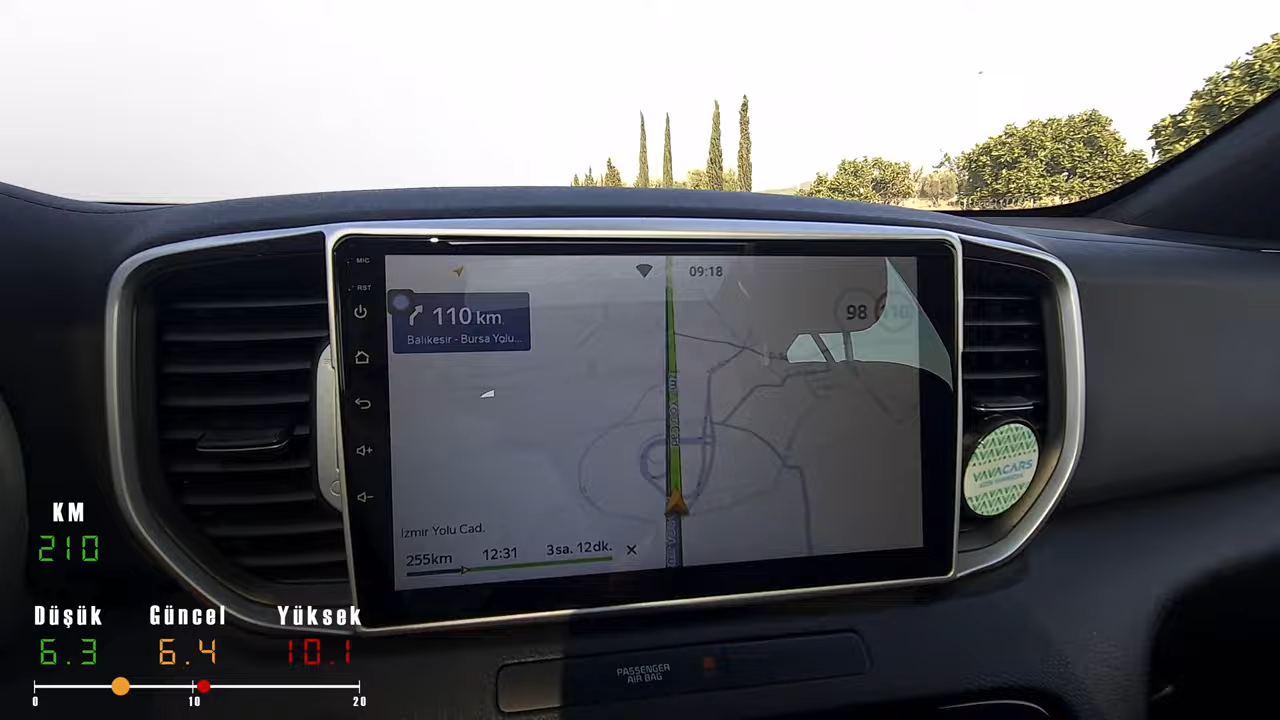 MIC
RST
09:18
110 km
Balıkesir - Bursa Yolu...
98
110
İzmir Yolu Cad.
255km
12:31
3sa. 12dk.
VAVACARS
PASSENGER
AIR BAG
KM
210
Düşük Güncel Yüksek
6.3 6.4 10.1
0 10 20